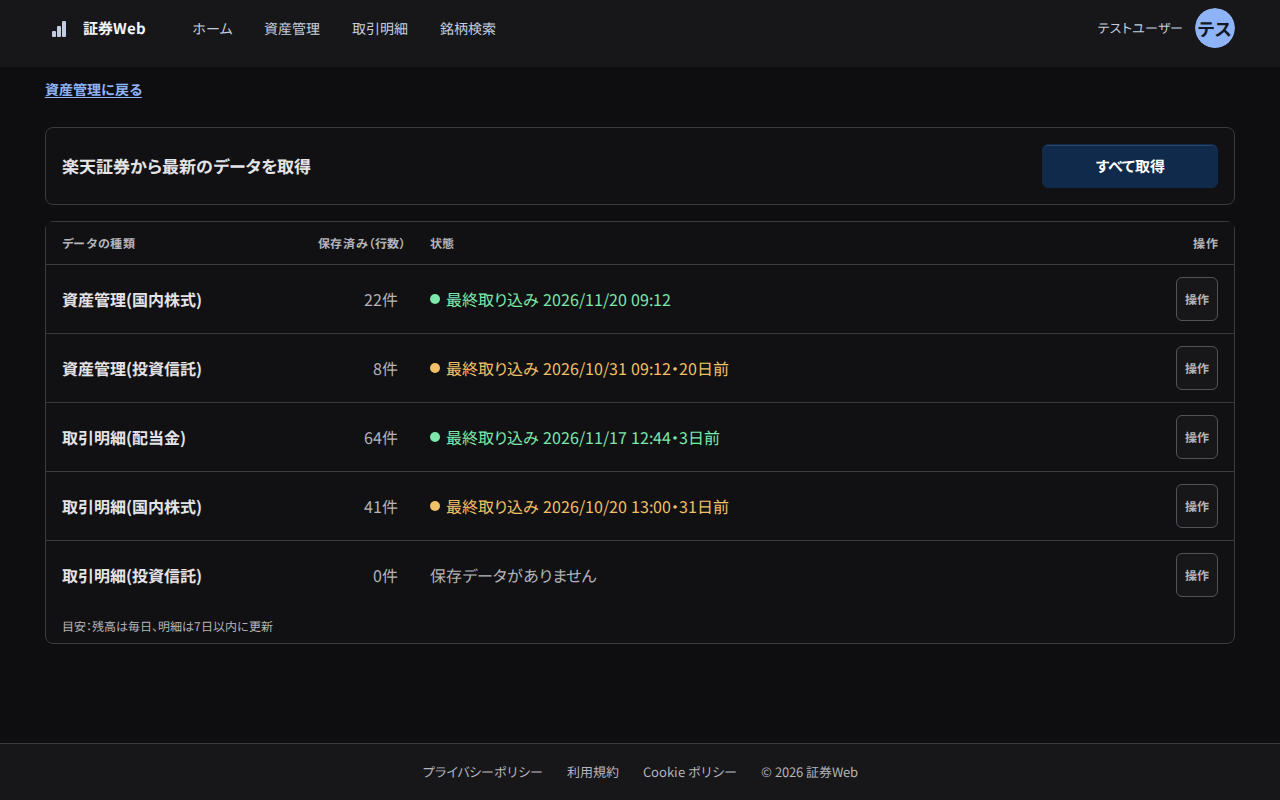 証券Web ホーム 資産管理 取引明細 銘柄検索 テストユーザー テス
資産管理に戻る
楽天証券から最新のデータを取得 すべて取得
データの種類 保存済み(行数) 状態 操作
資産管理(国内株式) 22件 最終取り込み 2026/11/20 09:12 操作
資産管理(投資信託) 8件 最終取り込み 2026/10/31 09:12・20日前 操作
取引明細(配当金) 64件 最終取り込み 2026/11/17 12:44・3日前 操作
取引明細(国内株式) 41件 最終取り込み 2026/10/20 13:00・31日前 操作
取引明細(投資信託) 0件 保存データがありません 操作
目安:残高は毎日、明細は7日以内に更新
プライバシーポリシー 利用規約 Cookie ポリシー © 2026 証券Web